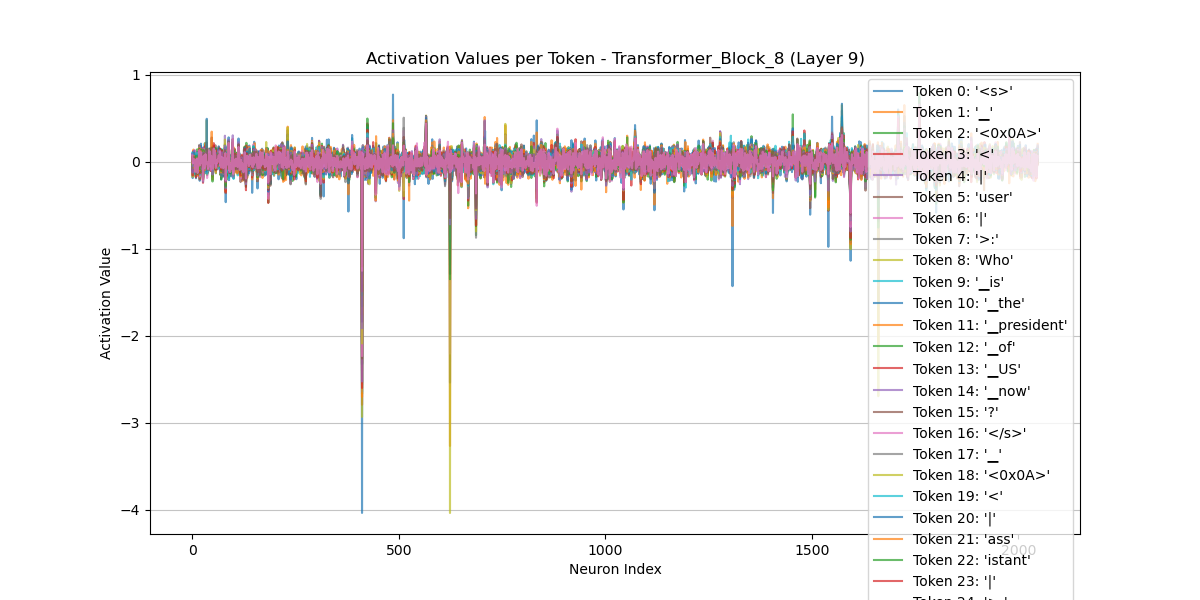 Activation Values per Token - Transformer_Block_8 (Layer 9)
Activation Value
1
0
−1
−2
−3
−4
0
500
1000
1500
2000
Neuron Index
Token 0: '<s>'
Token 1: '▁'
Token 2: '<0x0A>'
Token 3: '<'
Token 4: '|'
Token 5: 'user'
Token 6: '|'
Token 7: '>:'
Token 8: 'Who'
Token 9: '▁is'
Token 10: '▁the'
Token 11: '▁president'
Token 12: '▁of'
Token 13: '▁US'
Token 14: '▁now'
Token 15: '?'
Token 16: '</s>'
Token 17: '▁'
Token 18: '<0x0A>'
Token 19: '<'
Token 20: '|'
Token 21: 'ass'
Token 22: 'istant'
Token 23: '|'